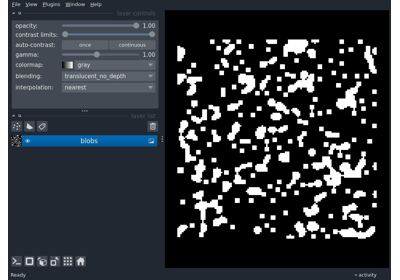 File View Plugins Window Help
layer controls
opacity: 1.00
contrast limits:
auto-contrast: once continuous
gamma: 1.00
colormap: gray
blending: translucent_no_depth
interpolation: nearest
layer list
blobs
Ready
activity